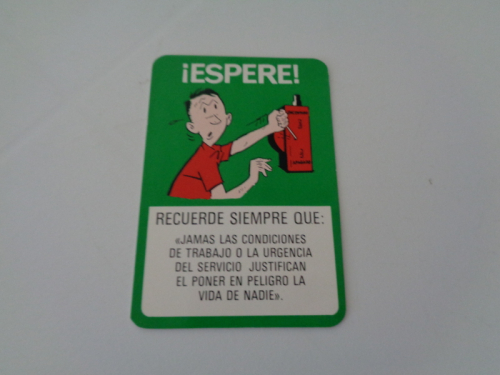 ¡ESPERE!
RECUERDE SIEMPRE QUE:
«JAMAS LAS CONDICIONES
DE TRABAJO O LA URGENCIA
DEL SERVICIO JUSTIFICAN
EL PONER EN PELIGRO LA
VIDA DE NADIE».